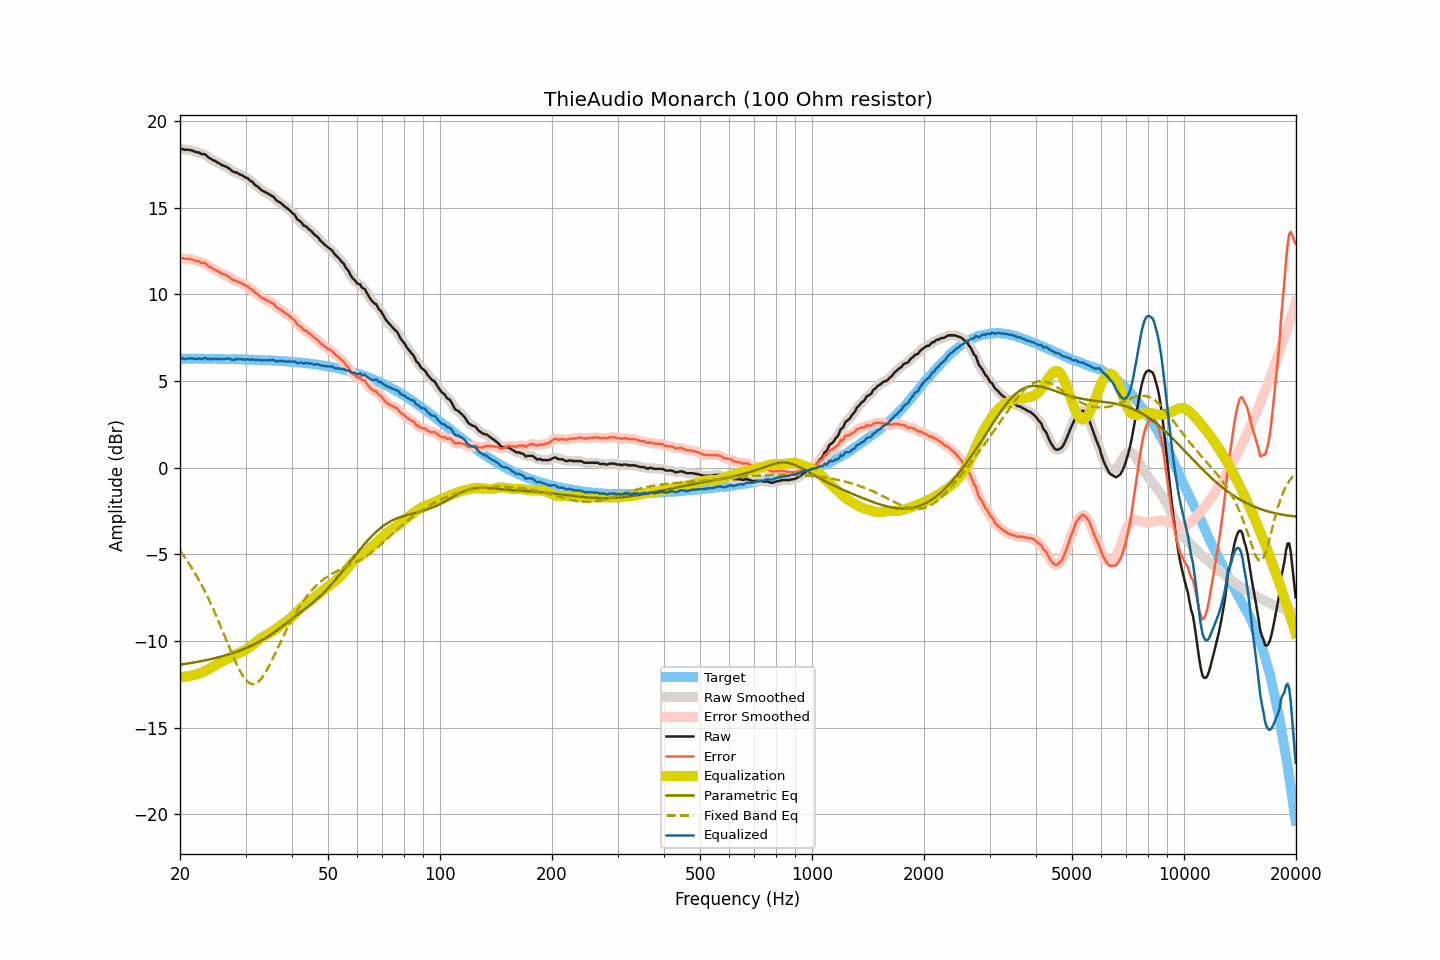 ThieAudio Monarch (100 Ohm resistor)
20
15
10
5
0
−5
−10
−15
−20
Amplitude (dBr)
Target
Raw Smoothed
Error Smoothed
Raw
Error
Equalization
Parametric Eq
Fixed Band Eq
Equalized
20 50 100 200 500 1000 2000 5000 10000 20000
Frequency (Hz)